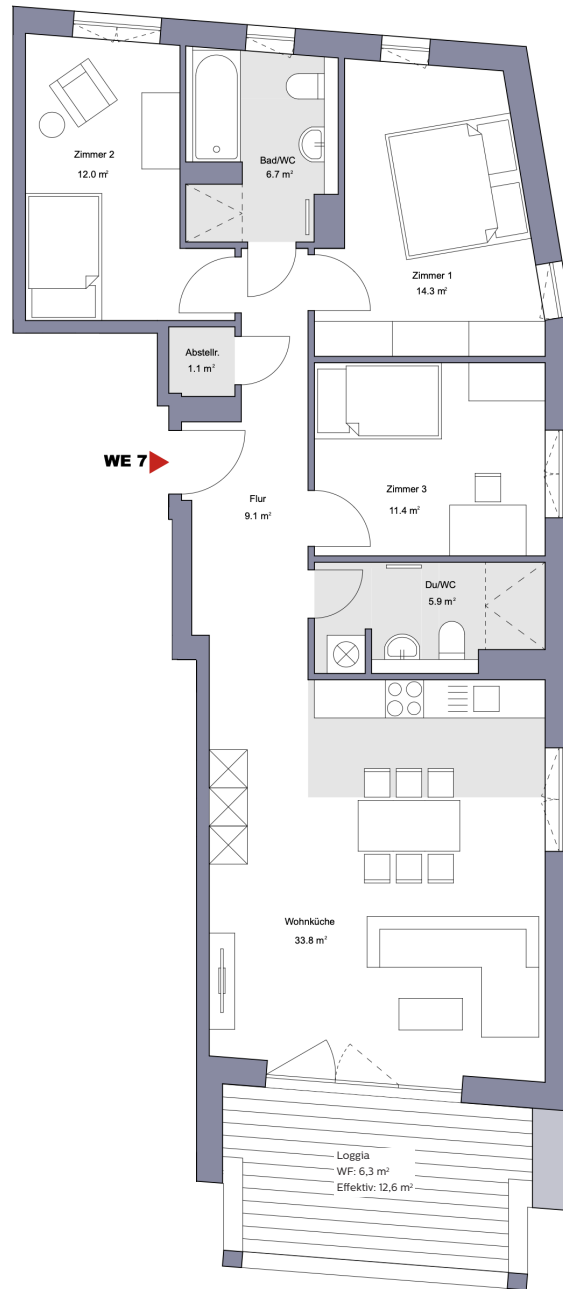 Zimmer 2
12.0 m²
Bad/WC
6.7 m²
Zimmer 1
14.3 m²
Abstellr.
1.1 m²
WE 7
Flur
9.1 m²
Zimmer 3
11.4 m²
Du/WC
5.9 m²
Wohnküche
33.8 m²
Loggia
WF: 6,3 m²
Effektiv: 12,6 m²